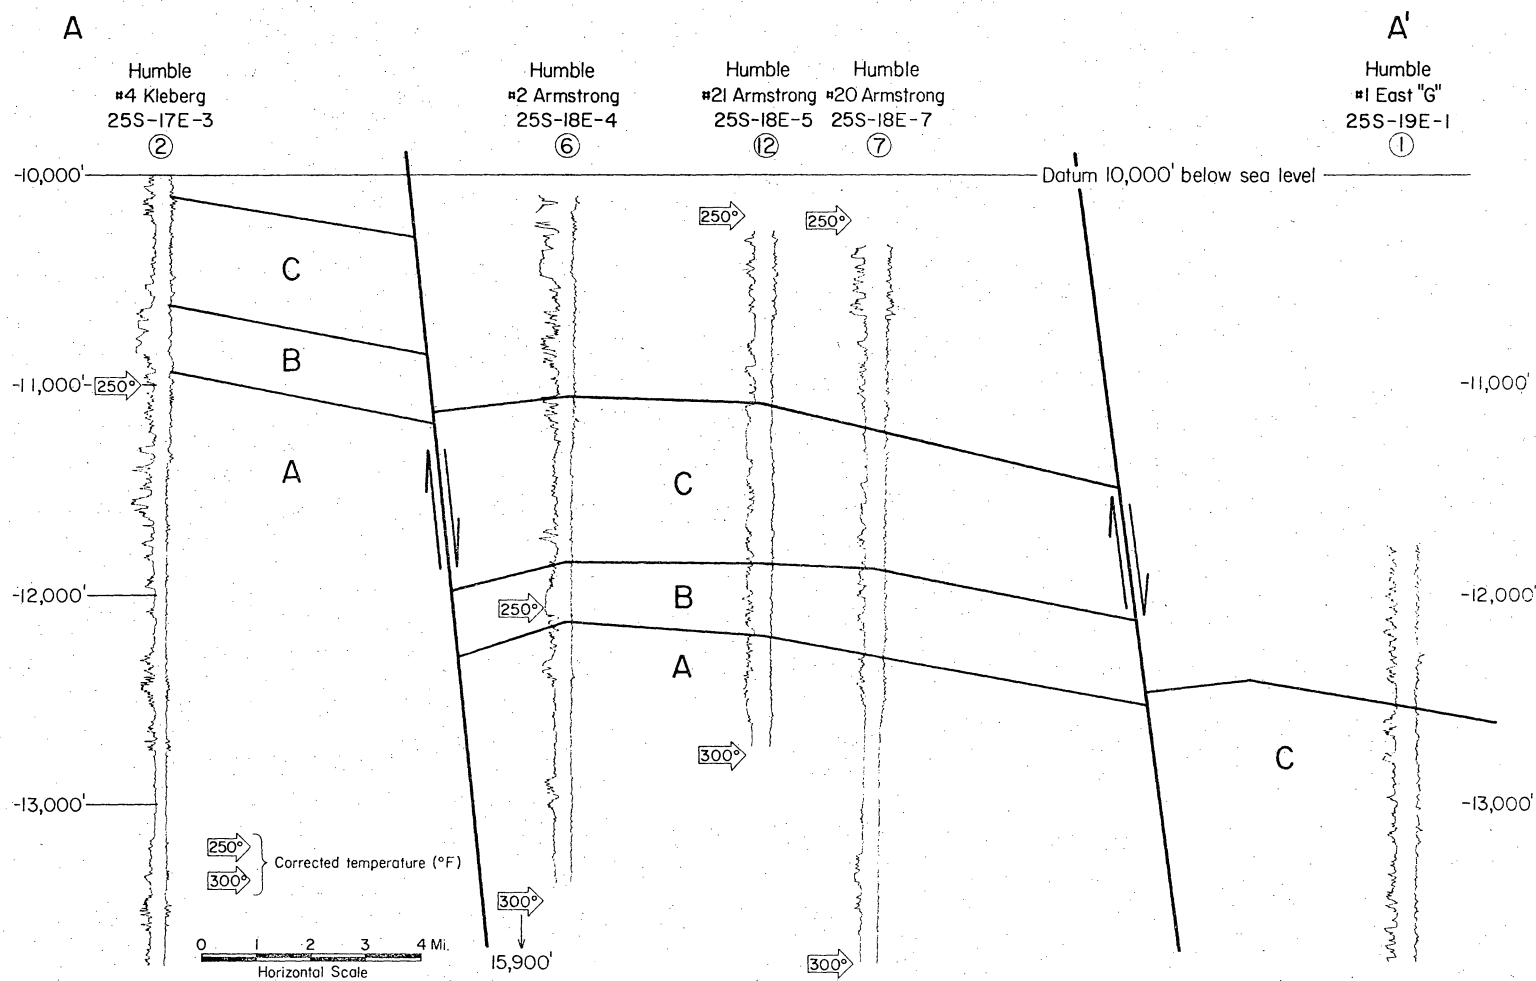 A
A'
Humble
#4 Kleberg
25S-17E-3
2
Humble
#2 Armstrong
25S-18E-4
6
Humble
#21 Armstrong
25S-18E-5
12
Humble
#20 Armstrong
25S-18E-7
7
Humble
#1 East "G"
25S-19E-1
1
-10,000'
Datum 10,000' below sea level
250°
250°
C
B
-11,000'
250°
-11,000'
A
C
-12,000'
250°
B
-12,000'
A
300°
C
-13,000'
-13,000'
250°
300°
Corrected temperature (°F)
300°
15,900'
300°
0 1 2 3 4 Mi.
Horizontal Scale